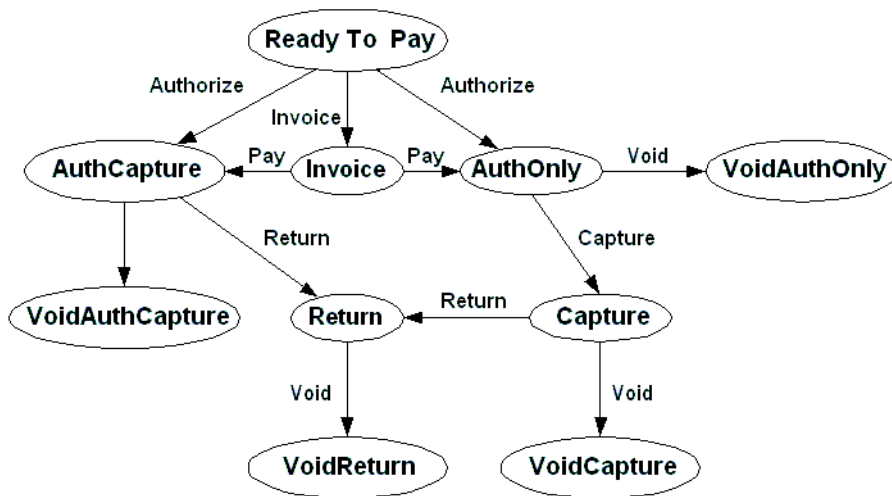 Ready To Pay
Authorize
Authorize
Invoice
AuthCapture
Pay
Invoice
Pay
AuthOnly
Void
VoidAuthOnly
Return
Capture
VoidAuthCapture
Return
Return
Capture
Void
Void
VoidReturn
VoidCapture